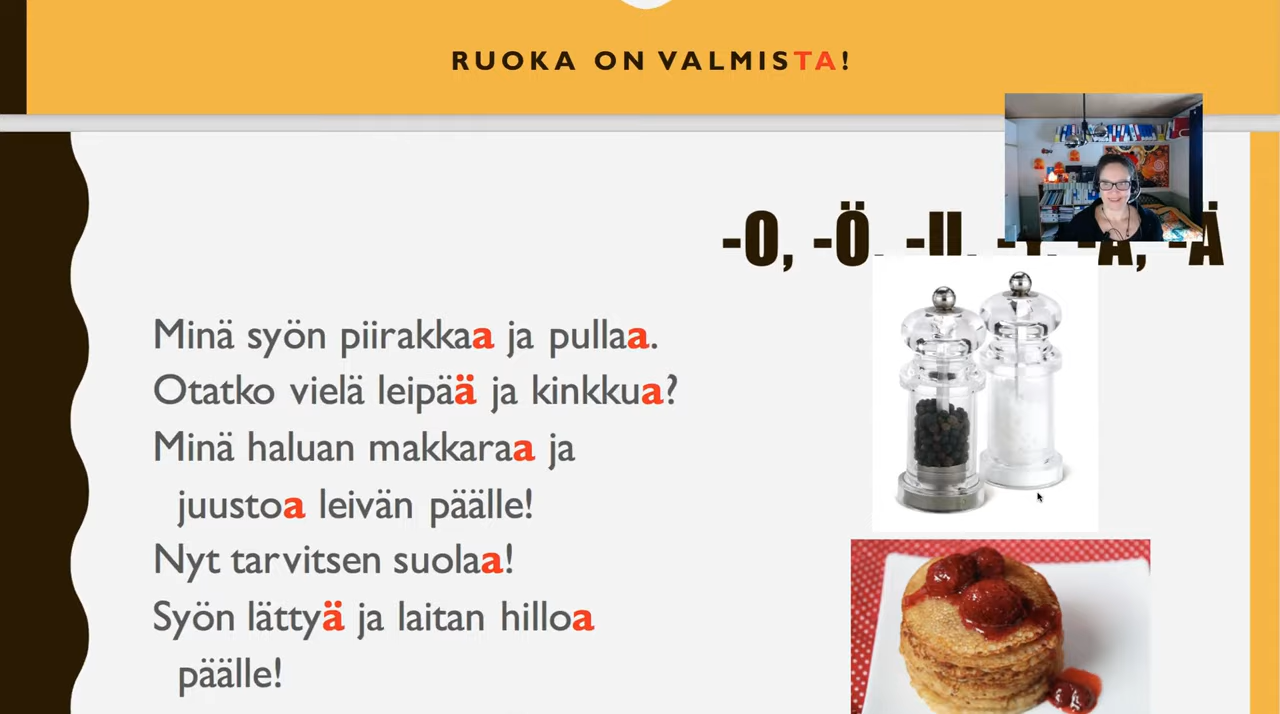 RUOKA ON VALMISTA!
-O, -Ö, -U, -Y, -A, -Ä
Minä syön piirakkaa ja pullaa.
Otatko vielä leipää ja kinkkua?
Minä haluan makkaraa ja
juustoa leivän päälle!
Nyt tarvitsen suolaa!
Syön lättyä ja laitan hilloa
päälle!